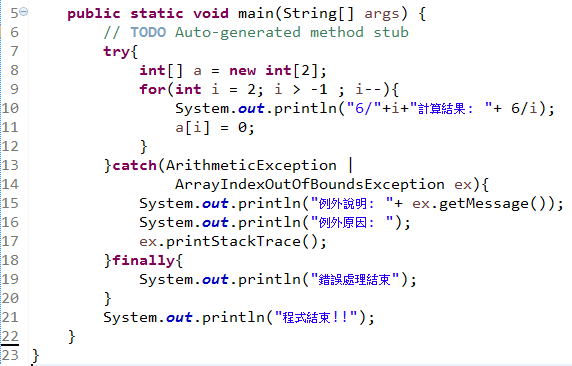 5 public static void main(String[] args) {
6 // TODO Auto-generated method stub
7 try{
8 int[] a = new int[2];
9 for(int i = 2; i > -1 ; i--){
10 System.out.println("6/"+i+"計算結果: "+ 6/i);
11 a[i] = 0;
12 }
13 }catch(ArithmeticException |
14 ArrayIndexOutOfBoundsException ex){
15 System.out.println("例外說明: "+ ex.getMessage());
16 System.out.println("例外原因: ");
17 ex.printStackTrace();
18 }finally{
19 System.out.println("錯誤處理結束");
20 }
21 System.out.println("程式結束!!");
22 }
23 }